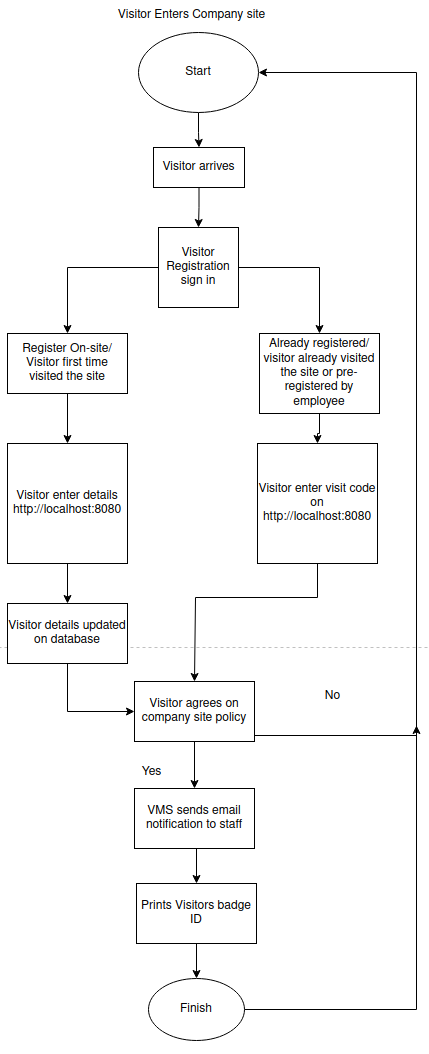 Visitor Enters Company site
Start
Visitor arrives
Visitor
Registration
sign in
Register On-site/
Visitor first time
visited the site
Already registered/
visitor already visited
the site or pre-
registered by
employee
Visitor enter details
http://localhost:8080
Visitor enter visit code
on
http://localhost:8080
Visitor details updated
on database
Visitor agrees on
company site policy
No
Yes
VMS sends email
notification to staff
Prints Visitors badge
ID
Finish